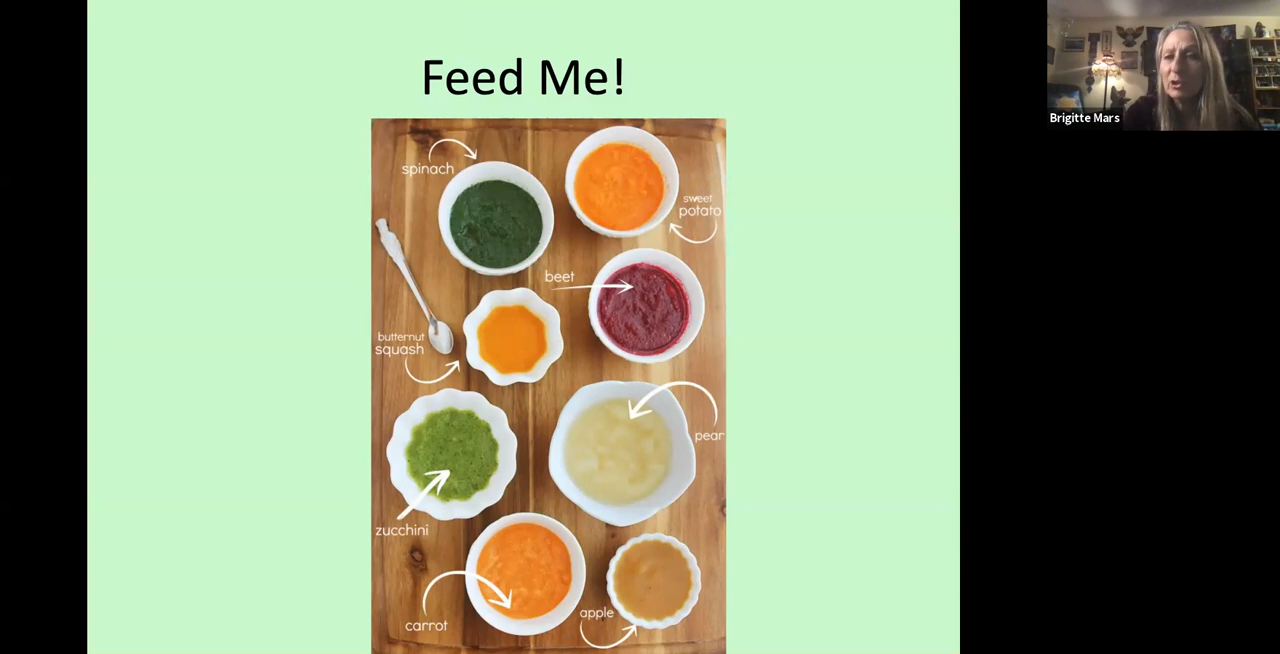 Feed Me!
spinach
sweet
potato
beet
butternut
squash
pear
zucchini
carrot
apple
Brigitte Mars